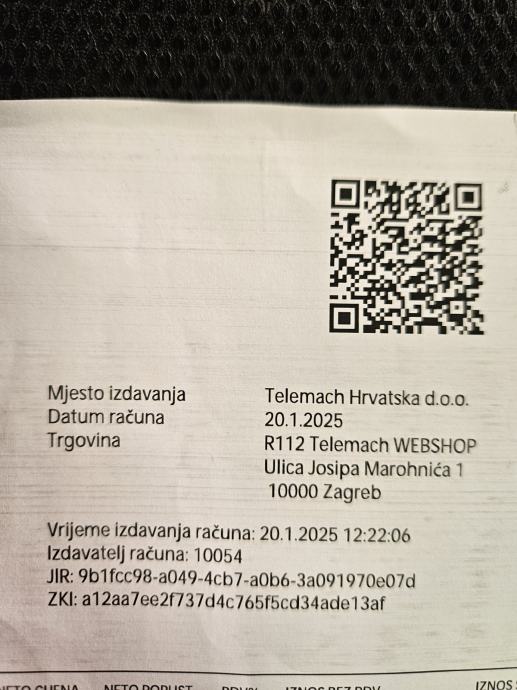 Mjesto izdavanja Telemach Hrvatska d.o.o.
Datum računa 20.1.2025
Trgovina R112 Telemach WEBSHOP
Ulica Josipa Marohnića 1
10000 Zagreb
Vrijeme izdavanja računa: 20.1.2025 12:22:06
Izdavatelj računa: 10054
JIR: 9b1fcc98-a049-4cb7-a0b6-3a091970e07d
ZKI: a12aa7ee2f737d4c765f5cd34ade13af
IZNOS